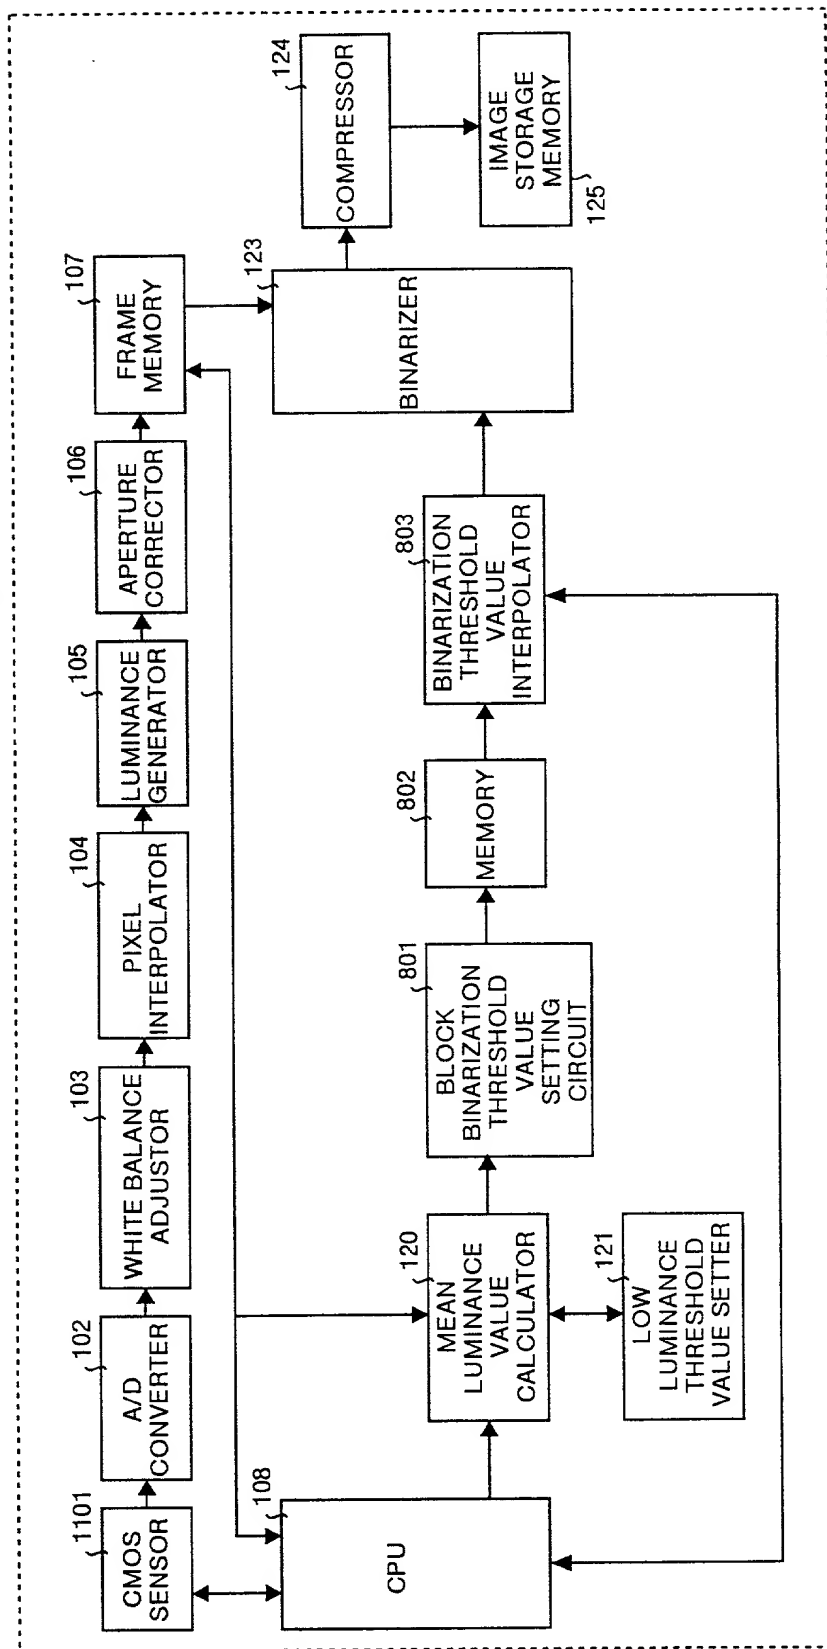 1101
CMOS
SENSOR
102
A/D
CONVERTER
103
WHITE BALANCE
ADJUSTOR
104
PIXEL
INTERPOLATOR
105
LUMINANCE
GENERATOR
106
APERTURE
CORRECTOR
107
FRAME
MEMORY
108
CPU
120
MEAN
LUMINANCE
VALUE
CALCULATOR
121
LOW
LUMINANCE
THRESHOLD
VALUE SETTER
801
BLOCK
BINARIZATION
THRESHOLD
VALUE
SETTING
CIRCUIT
802
MEMORY
803
BINARIZATION
THRESHOLD
VALUE
INTERPOLATOR
123
BINARIZER
124
COMPRESSOR
IMAGE
STORAGE
MEMORY
125